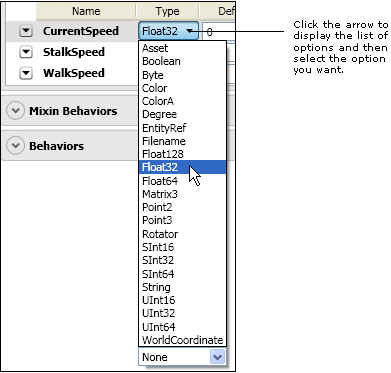 Name Type Def
CurrentSpeed Float32 0
StalkSpeed
WalkSpeed
Mixin Behaviors
Behaviors
Asset
Boolean
Byte
Color
ColorA
Degree
EntityRef
Filename
Float128
Float32
Float64
Matrix3
Point2
Point3
Rotator
SInt16
SInt32
SInt64
String
UInt16
UInt32
UInt64
WorldCoordinate
None
Click the arrow to
display the list of
options and then
select the option
you want.